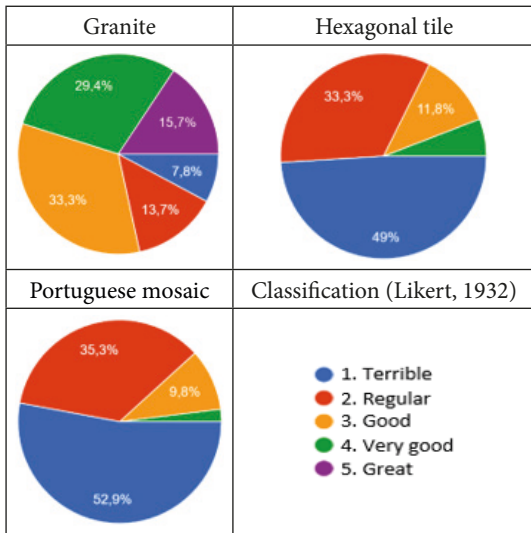 Granite
Hexagonal tile
29,4%
15,7%
7,8%
13,7%
33,3%
33,3%
11,8%
49%
Portuguese mosaic
Classification (Likert, 1932)
35,3%
9,8%
52,9%
1. Terrible
2. Regular
3. Good
4. Very good
5. Great